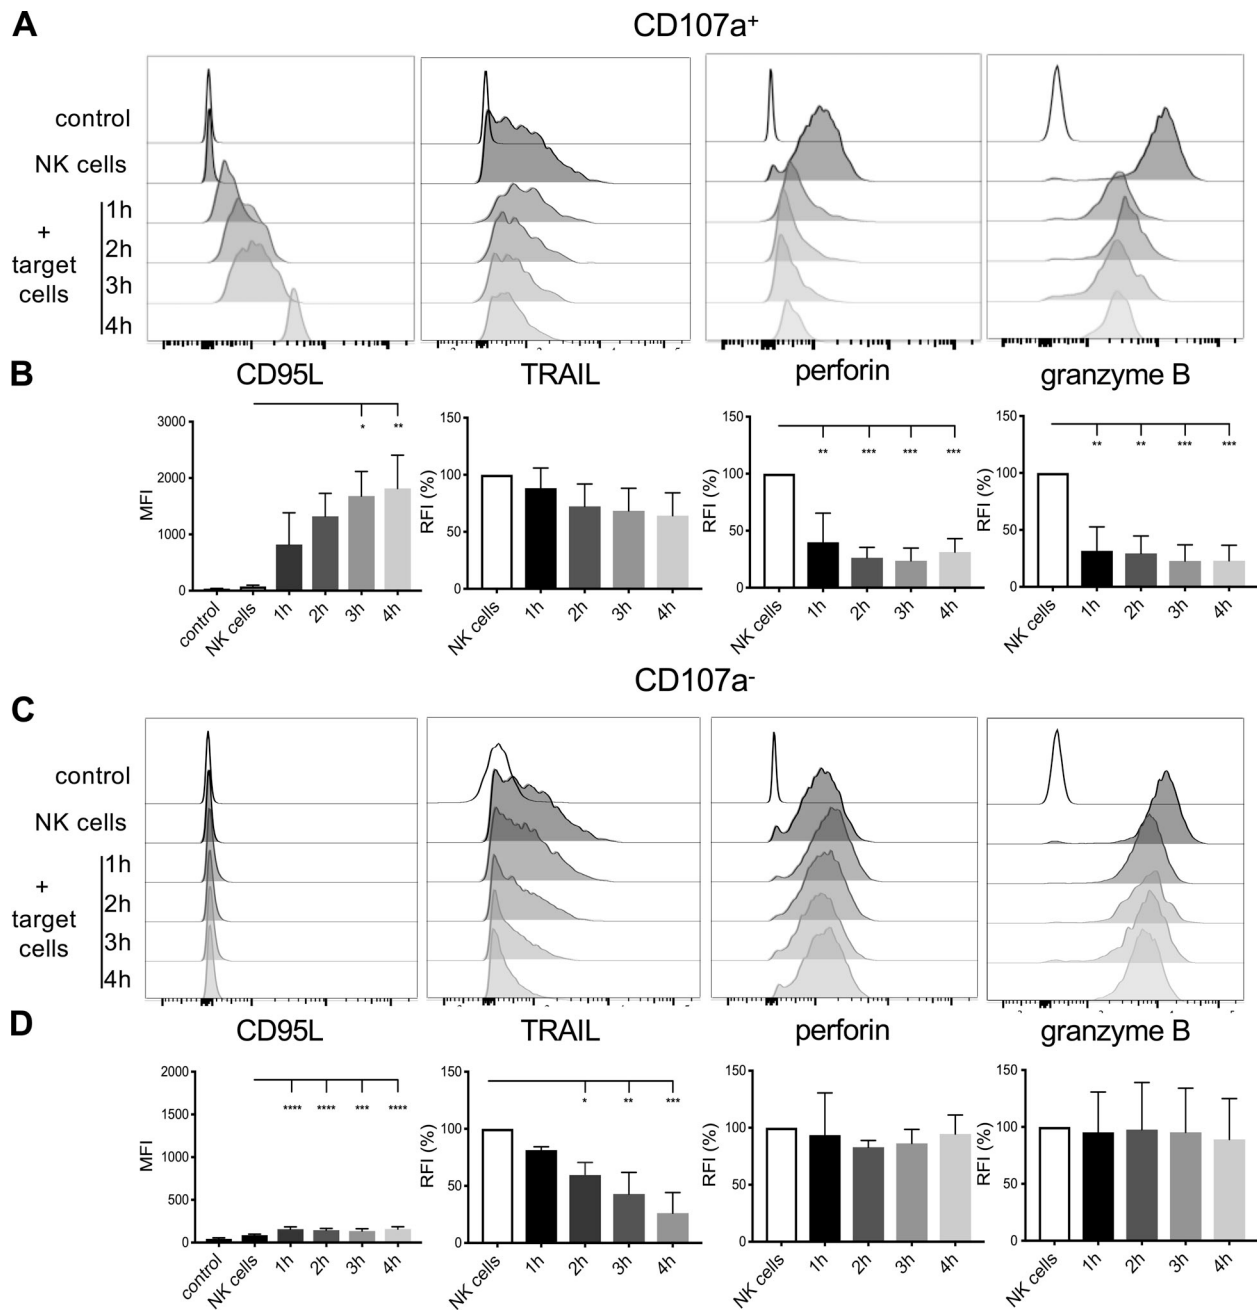 A
CD107a+
control
NK cells
+
target
cells
1h
2h
3h
4h
B
CD95L
TRAIL
perforin
granzyme B
MFI
3000
2000
1000
0
* **
control
NK cells
1h
2h
3h
4h
RFI (%)
150
100
50
0
NK cells
1h
2h
3h
4h
RFI (%)
150
100
50
0
** *** *** ***
NK cells
1h
2h
3h
4h
RFI (%)
150
100
50
0
** ** *** ***
NK cells
1h
2h
3h
4h
CD107a-
C
control
NK cells
+
target
cells
1h
2h
3h
4h
D
CD95L
TRAIL
perforin
granzyme B
MFI
2000
1500
1000
500
0
**** **** *** ****
control
NK cells
1h
2h
3h
4h
RFI (%)
150
100
50
0
* ** ***
NK cells
1h
2h
3h
4h
RFI (%)
150
100
50
0
NK cells
1h
2h
3h
4h
RFI (%)
150
100
50
0
NK cells
1h
2h
3h
4h